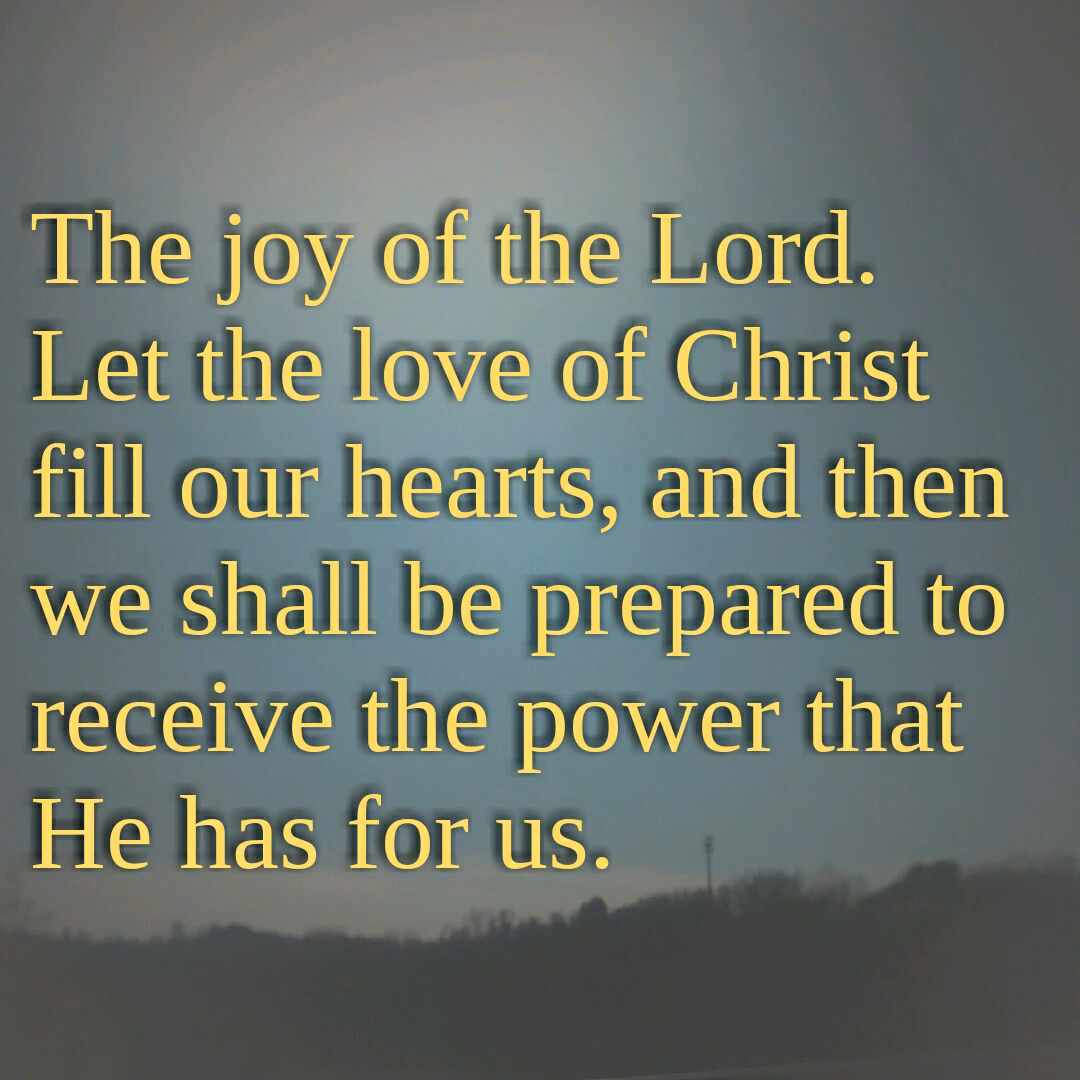 The joy of the Lord.
Let the love of Christ
fill our hearts, and then
we shall be prepared to
receive the power that
He has for us.